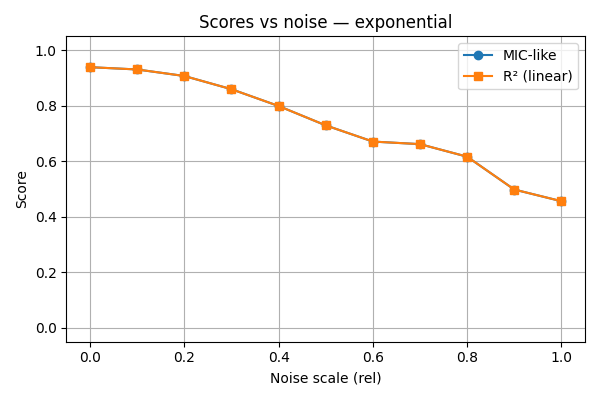 Scores vs noise — exponential
MIC-like
R² (linear)
Score
1.0
0.8
0.6
0.4
0.2
0.0
0.0 0.2 0.4 0.6 0.8 1.0
Noise scale (rel)